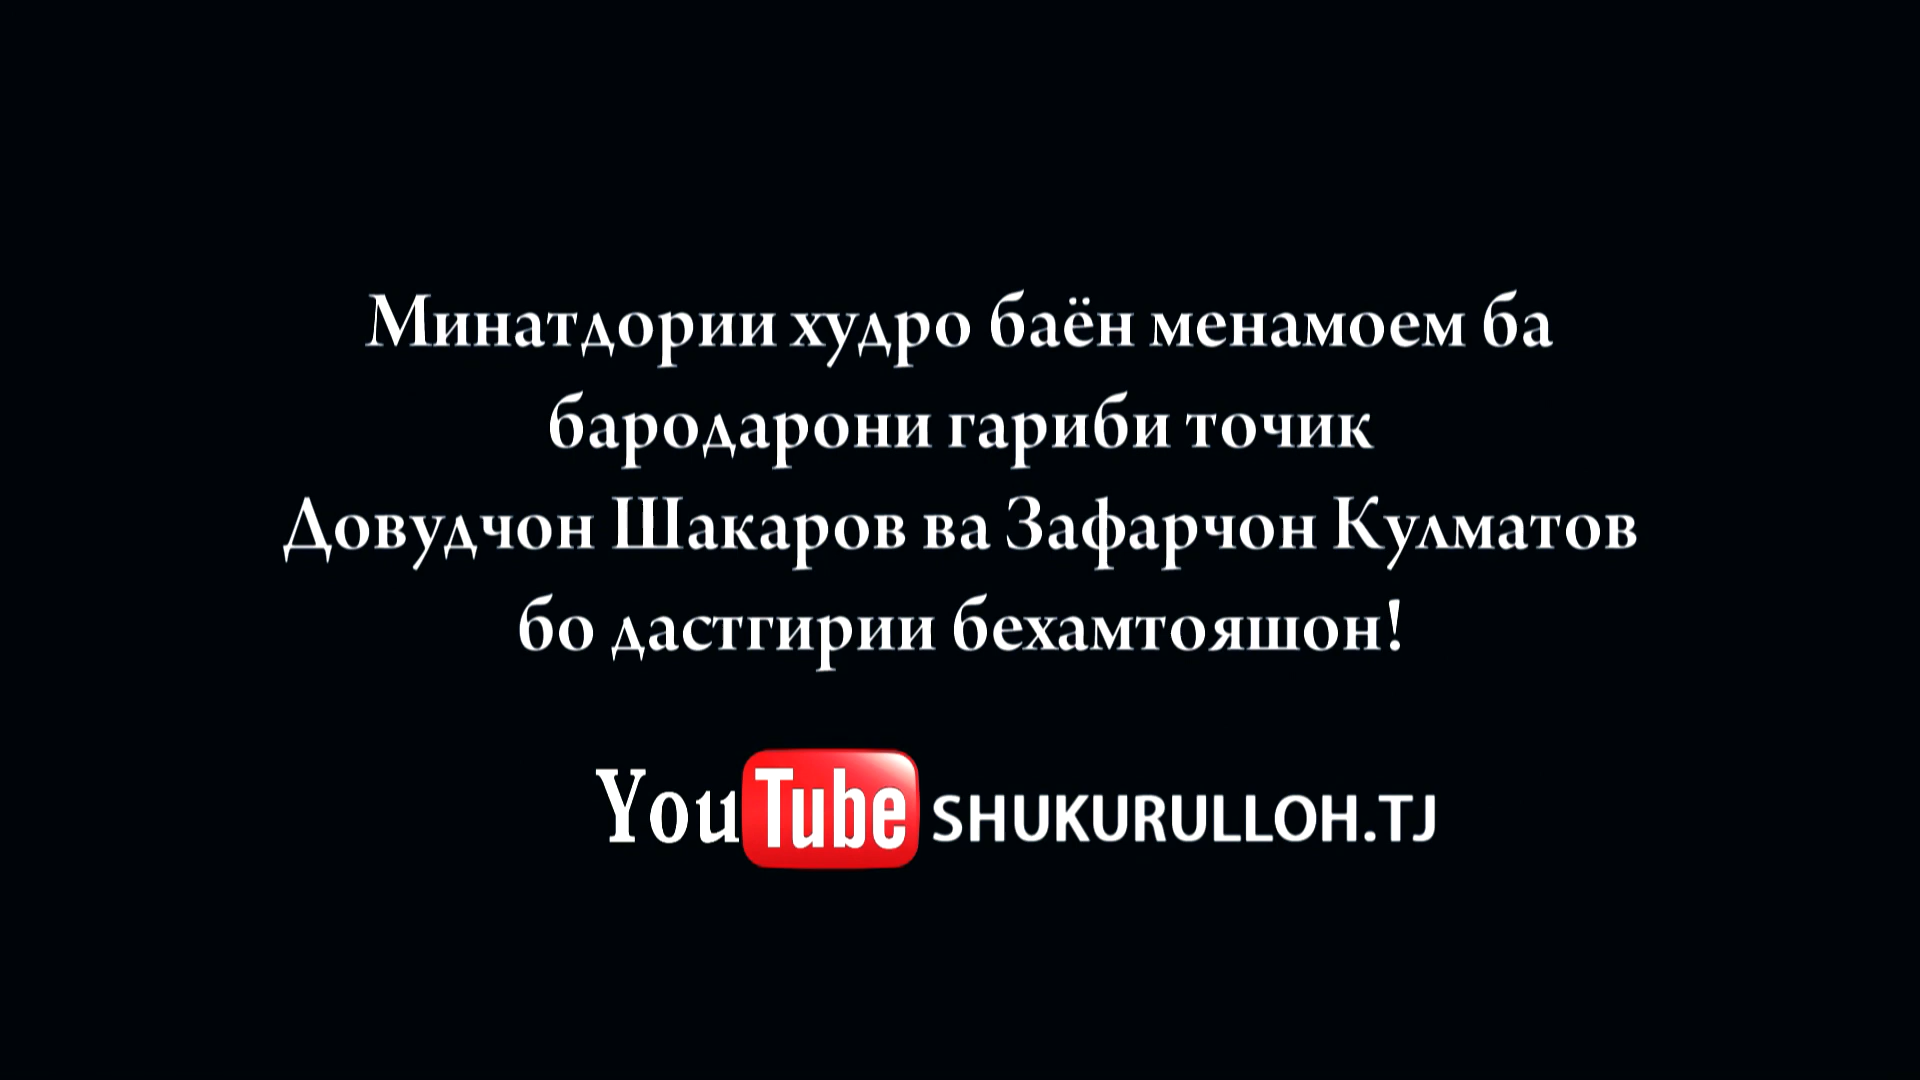 Минатдории худро баён менамоем ба
бародарони гариби точик
Довудчон Шакаров ва Зафарчон Кулматов
бо дастгирии бехамтояшон!
YouTube SHUKURULLOH.TJ